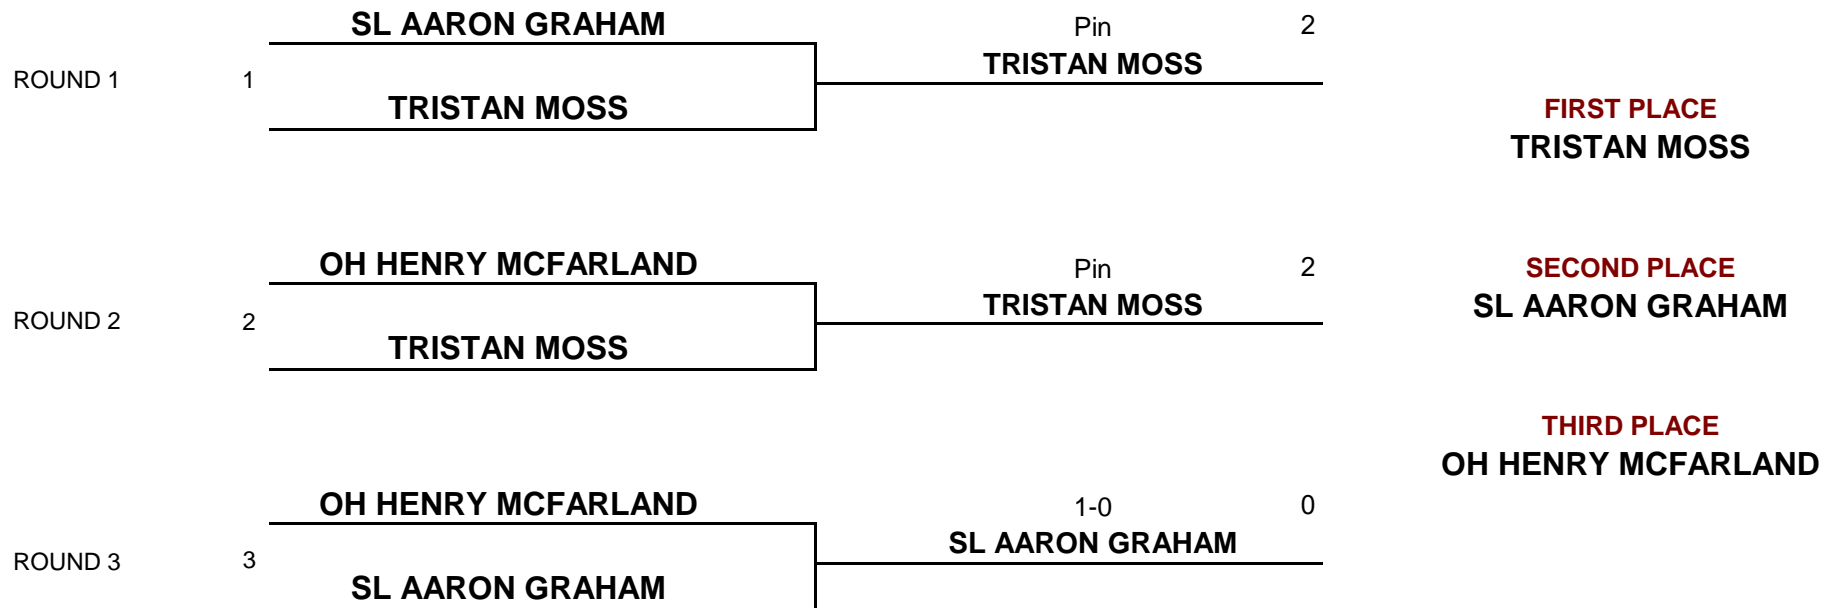 SL AARON GRAHAM
Pin 2
TRISTAN MOSS
ROUND 1 1
TRISTAN MOSS
FIRST PLACE
TRISTAN MOSS
OH HENRY MCFARLAND
Pin 2
SECOND PLACE
TRISTAN MOSS
SL AARON GRAHAM
ROUND 2 2
TRISTAN MOSS
THIRD PLACE
OH HENRY MCFARLAND
OH HENRY MCFARLAND
1-0 0
SL AARON GRAHAM
ROUND 3 3
SL AARON GRAHAM